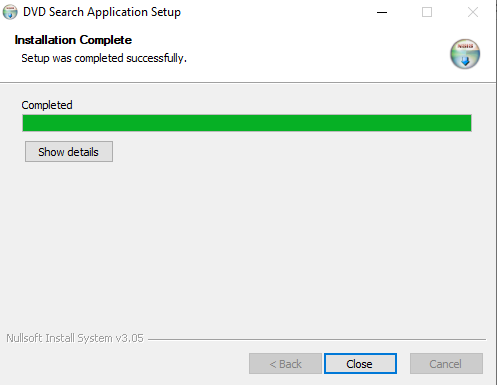 DVD Search Application Setup
Installation Complete
Setup was completed successfully.
Completed
Show details
Nullsoft Install System v3.05
< Back
Close
Cancel